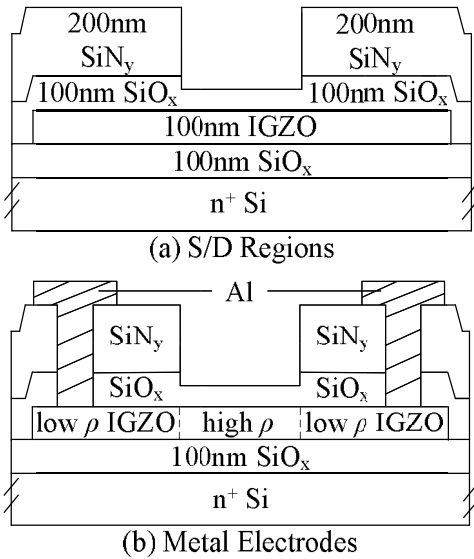 200nm 200nm
SiNy SiNy
100nm SiOx 100nm SiOx
100nm IGZO
100nm SiOx
n+ Si
(a) S/D Regions
Al
SiNy SiNy
SiOx SiOx
low ρ IGZO high ρ low ρ IGZO
100nm SiOx
n+ Si
(b) Metal Electrodes